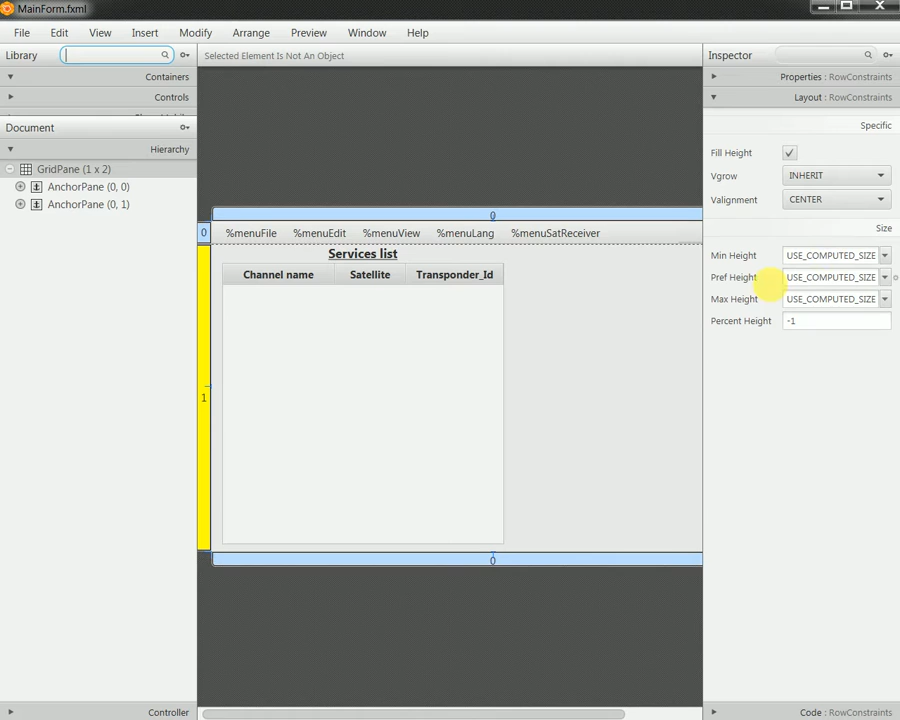 MainForm.fxml
File Edit View Insert Modify Arrange Preview Window Help
Library
Selected Element Is Not An Object
Inspector
Containers
Controls
Properties : RowConstraints
Layout : RowConstraints
Specific
Document
Hierarchy
GridPane (1 x 2)
AnchorPane (0, 0)
AnchorPane (0, 1)
Fill Height
Vgrow INHERIT
Valignment CENTER
Size
Min Height USE_COMPUTED_SIZE
Pref Height USE_COMPUTED_SIZE
Max Height USE_COMPUTED_SIZE
Percent Height -1
0
0 %menuFile %menuEdit %menuView %menuLang %menuSatReceiver
Services list
Channel name Satellite Transponder_Id
1
0
Controller
Code : RowConstraints